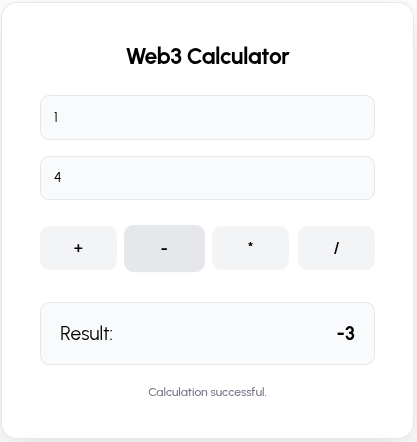 Web3 Calculator
1
4
+ - * /
Result: -3
Calculation successful.